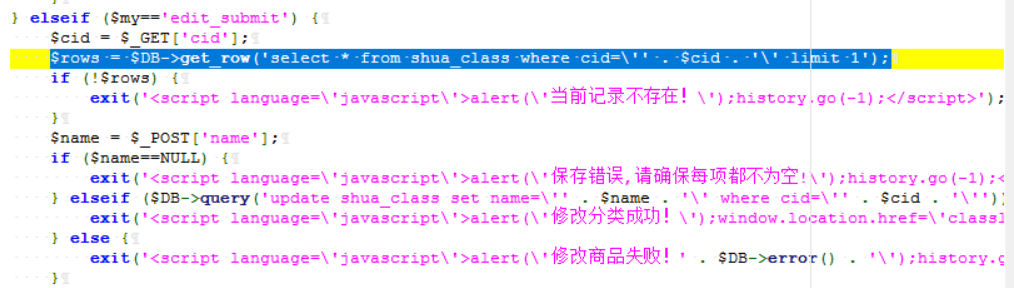 } elseif ($my=='edit_submit') {
$cid = $_GET['cid'];
$rows = $DB->get_row('select * from shua_class where cid=\'' . $cid . '\' limit 1');
if (!$rows) {
exit('<script language=\'javascript\'>alert(\'当前记录不存在！\');history.go(-1);</script>');
}
$name = $_POST['name'];
if ($name==NULL) {
exit('<script language=\'javascript\'>alert(\'保存错误,请确保每项都不为空!\');history.go(-1);<
} elseif ($DB->query('update shua_class set name=\'' . $name . '\' where cid=\'' . $cid . '\''))
exit('<script language=\'javascript\'>alert(\'修改分类成功！\');window.location.href=\'classl
} else {
exit('<script language=\'javascript\'>alert(\'修改商品失败！' . $DB->error() . '\');history.g
}